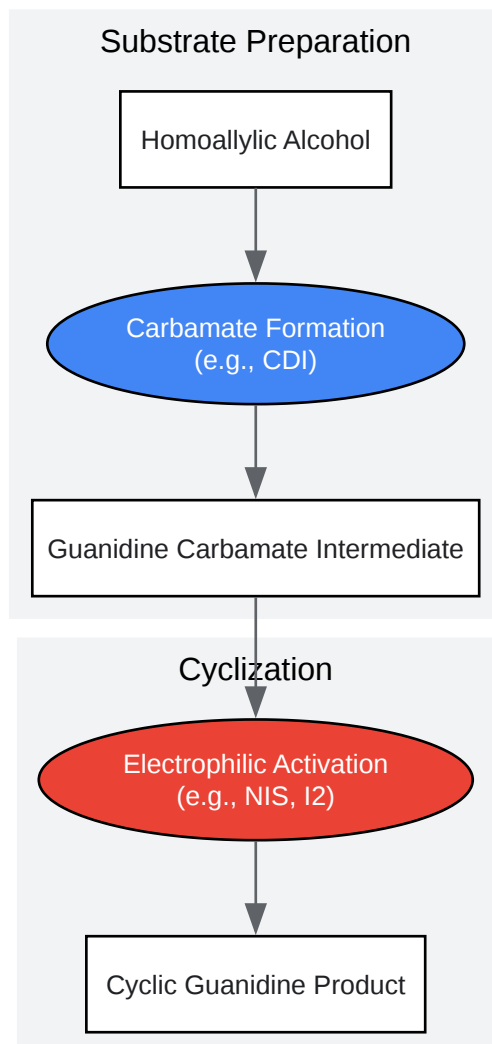 Substrate Preparation
Homoallylic Alcohol
Carbamate Formation
(e.g., CDI)
Guanidine Carbamate Intermediate
Cyclization
Electrophilic Activation
(e.g., NIS, I2)
Cyclic Guanidine Product